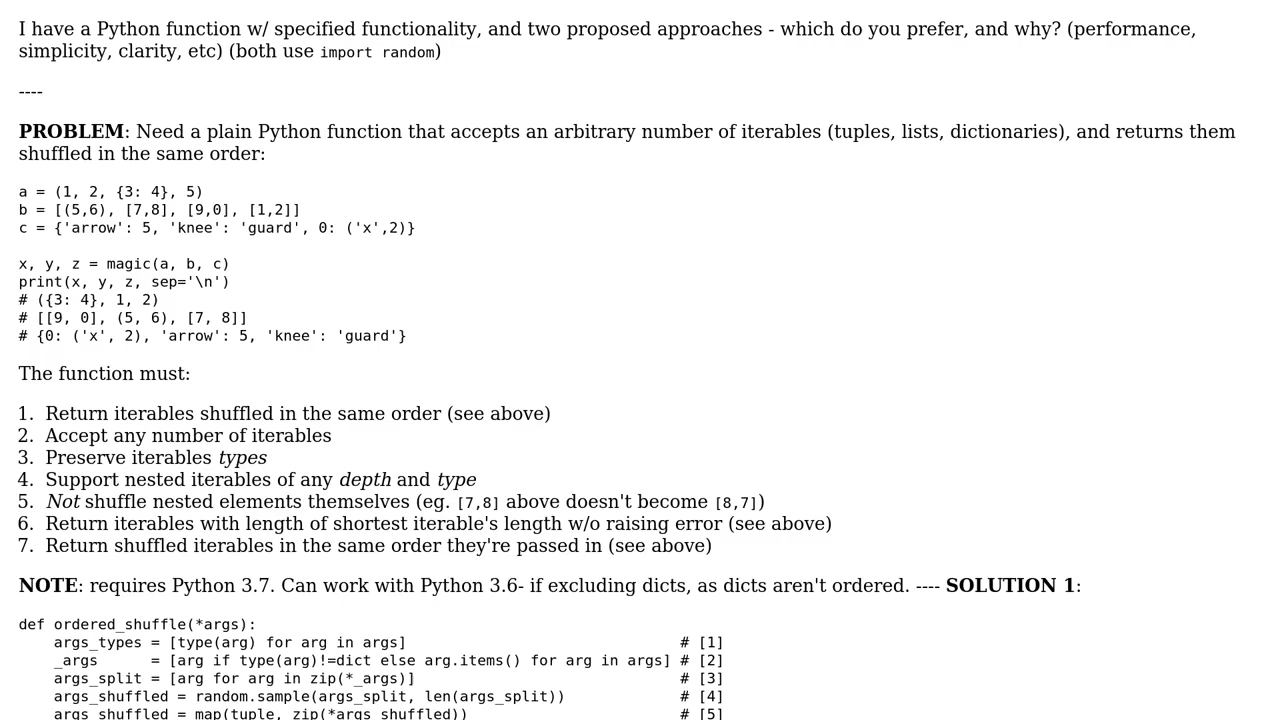 I have a Python function w/ specified functionality, and two proposed approaches - which do you prefer, and why? (performance,
simplicity, clarity, etc) (both use import random)
----
PROBLEM: Need a plain Python function that accepts an arbitrary number of iterables (tuples, lists, dictionaries), and returns them
shuffled in the same order:
a = (1, 2, {3: 4}, 5)
b = [(5,6), [7,8], [9,0], [1,2]]
c = {'arrow': 5, 'knee': 'guard', 0: ('x',2)}
x, y, z = magic(a, b, c)
print(x, y, z, sep='\n')
# ({3: 4}, 1, 2)
# [[9, 0], (5, 6), [7, 8]]
# {0: ('x', 2), 'arrow': 5, 'knee': 'guard'}
The function must:
1. Return iterables shuffled in the same order (see above)
2. Accept any number of iterables
3. Preserve iterables types
4. Support nested iterables of any depth and type
5. Not shuffle nested elements themselves (eg. [7,8] above doesn't become [8,7])
6. Return iterables with length of shortest iterable's length w/o raising error (see above)
7. Return shuffled iterables in the same order they're passed in (see above)
NOTE: requires Python 3.7. Can work with Python 3.6- if excluding dicts, as dicts aren't ordered. ---- SOLUTION 1:
def ordered_shuffle(*args):
    args_types = [type(arg) for arg in args]                               # [1]
    _args      = [arg if type(arg)!=dict else arg.items() for arg in args] # [2]
    args_split = [arg for arg in zip(*_args)]                              # [3]
    args_shuffled = random.sample(args_split, len(args_split))             # [4]
    args_shuffled = map(tuple, zip(*args_shuffled))                        # [5]